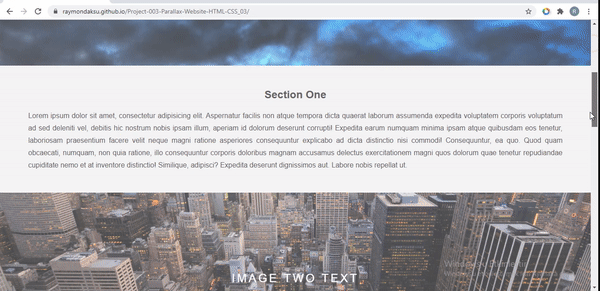 raymondaksu.github.io/Project-003-Parallax-Website-HTML-CSS_03/
R
Section One
Lorem ipsum dolor sit amet, consectetur adipisicing elit. Aspernatur facilis non atque tempora dicta quaerat laborum assumenda expedita voluptatem corporis voluptatum
ad sed deleniti vel, debitis hic nostrum nobis ipsam illum, aperiam id dolorum deserunt corrupti! Expedita earum numquam minima ipsam atque quibusdam eos tenetur,
laboriosam praesentium facere velit neque magni ratione asperiores consequuntur explicabo ad dicta distinctio nisi commodi! Consequuntur, ea quo. Quod quam
obcaecati, numquam, non quia ratione, illo consequuntur corporis doloribus magnam accusamus delectus exercitationem magni quos dolorum quae tenetur repudiandae
cupiditate nemo et at inventore distinctio! Similique, adipisci? Expedita deserunt dignissimos aut. Labore nobis repellat ut.
IMAGE TWO TEXT